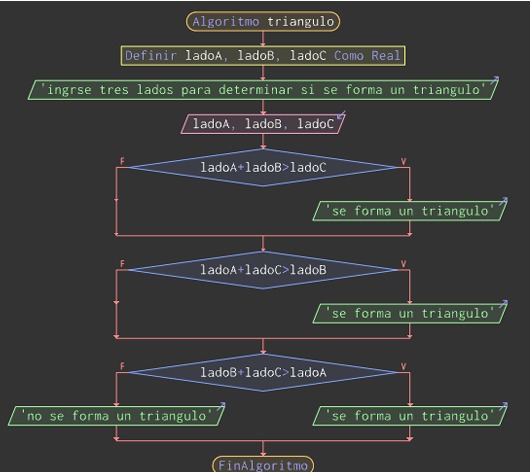 Algoritmo triangulo
Definir ladoA, ladoB, ladoC Como Real
'ingrse tres lados para determinar si se forma un triangulo'
ladoA, ladoB, ladoC
F
ladoA+ladoB>ladoC
V
'se forma un triangulo'
F
ladoA+ladoC>ladoB
V
'se forma un triangulo'
F
ladoB+ladoC>ladoA
V
'no se forma un triangulo'
'se forma un triangulo'
FinAlgoritmo